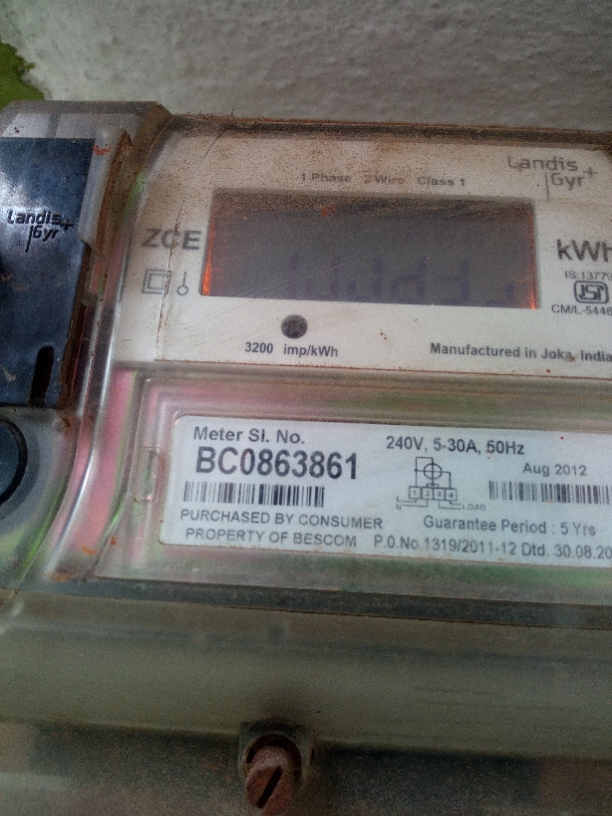 Landis
Gyr
Landis
Gyr
1 Phase 2Wire Class 1
ZCE
kWh
IS:13779
ISI
CM/L-5446
3200 imp/kWh
Manufactured in Joka, India
Meter Sl. No.
BC0863861
240V, 5-30A, 50Hz
Aug 2012
N
LOAD
PURCHASED BY CONSUMER
Guarantee Period : 5 Yrs
PROPERTY OF BESCOM
P.O.No 1319/2011-12 Dtd. 30.08.20